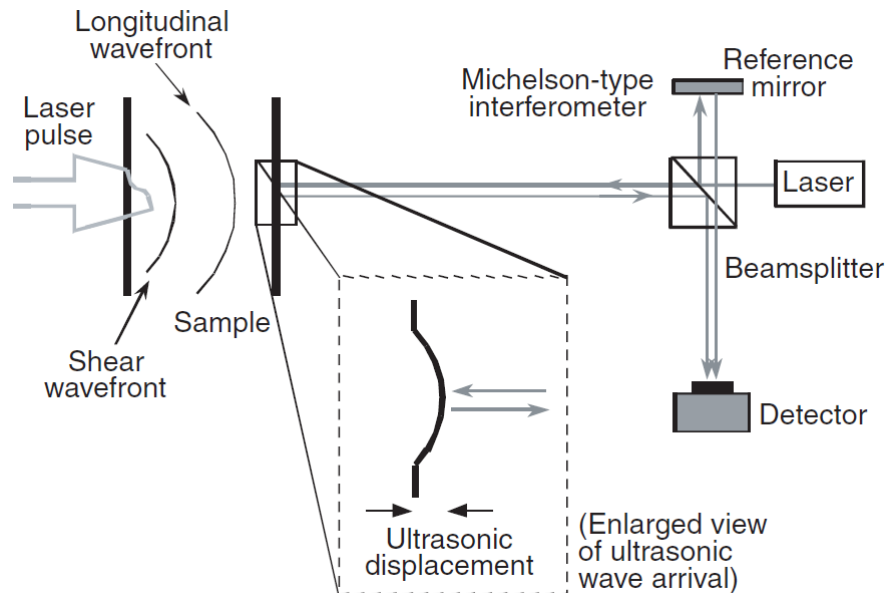 Longitudinal
wavefront
Laser
pulse
Shear
wavefront
Sample
Michelson-type
interferometer
Reference
mirror
Laser
Beamsplitter
Detector
Ultrasonic
displacement
(Enlarged view
of ultrasonic
wave arrival)